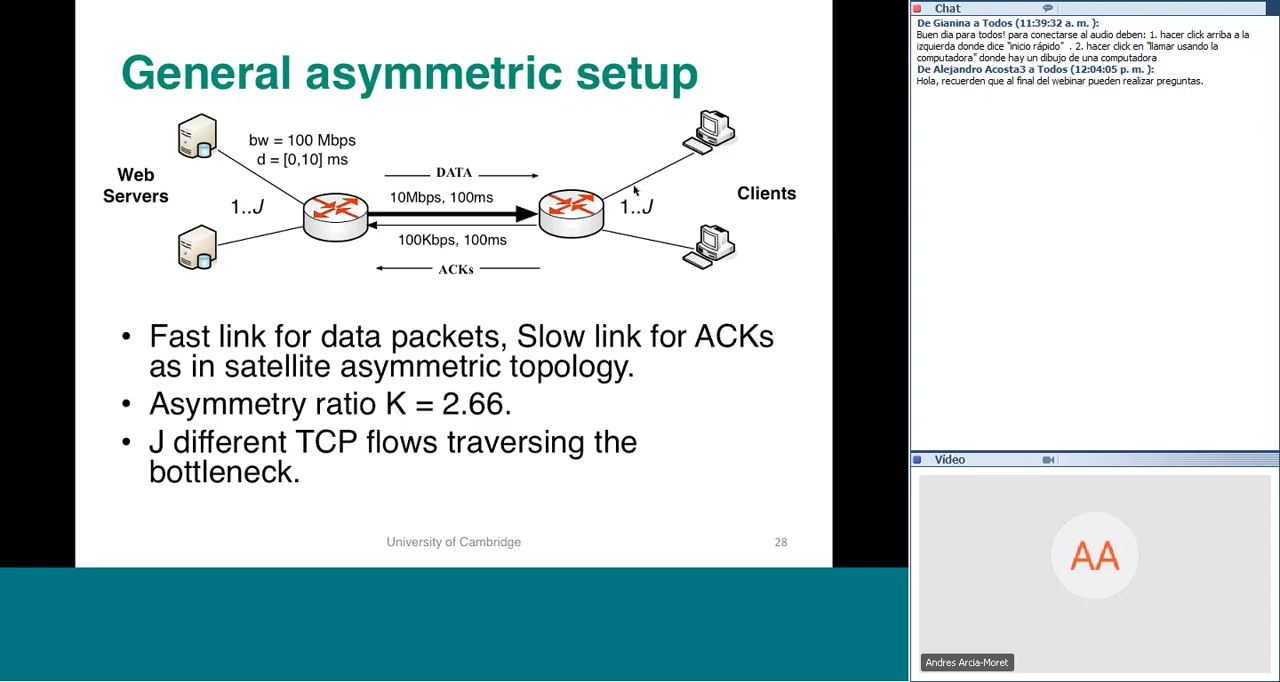 General asymmetric setup
bw = 100 Mbps
d = [0,10] ms
Web
Servers
1..J
DATA
10Mbps, 100ms
100Kbps, 100ms
ACKs
1..J
Clients
• Fast link for data packets, Slow link for ACKs
as in satellite asymmetric topology.
• Asymmetry ratio K = 2.66.
• J different TCP flows traversing the
bottleneck.
University of Cambridge
28
Chat
De Gianina a Todos (11:39:32 a. m. ):
Buen dia para todos! para conectarse al audio deben: 1. hacer click arriba a la
izquierda donde dice "inicio rápido" . 2. hacer click en "llamar usando la
computadora" donde hay un dibujo de una computadora
De Alejandro Acosta3 a Todos (12:04:05 p. m. ):
Hola, recuerden que al final del webinar pueden realizar preguntas.
Vídeo
AA
Andres Arcia-Moret